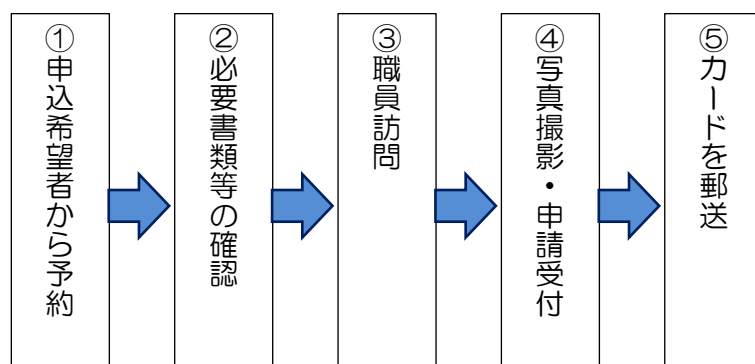 ①申込希望者から予約
②必要書類等の確認
③職員訪問
④写真撮影・申請受付
⑤カードを郵送